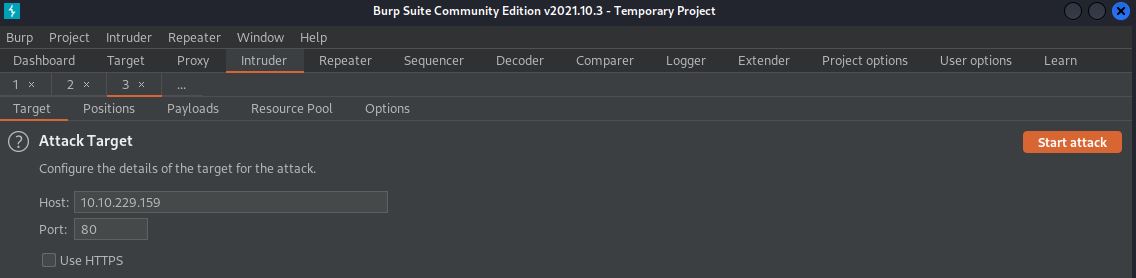 Burp Suite Community Edition v2021.10.3 - Temporary Project
Burp Project Intruder Repeater Window Help
Dashboard Target Proxy Intruder Repeater Sequencer Decoder Comparer Logger Extender Project options User options Learn
1 × 2 × 3 × ...
Target Positions Payloads Resource Pool Options
? Attack Target Start attack
Configure the details of the target for the attack.
Host: 10.10.229.159
Port: 80
Use HTTPS